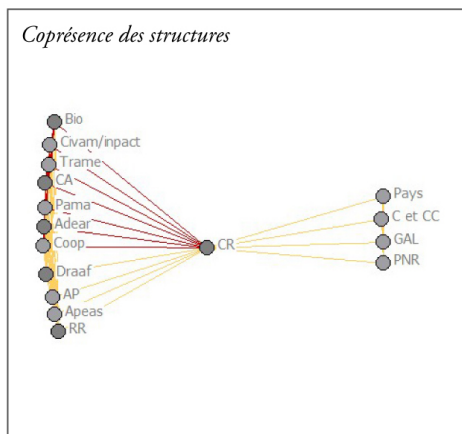 Coprésence des structures
Bio
Civam/inpact
Trame
CA
Pama
Adear
Coop
Draaf
AP
Apeas
RR
CR
Pays
C et CC
GAL
PNR